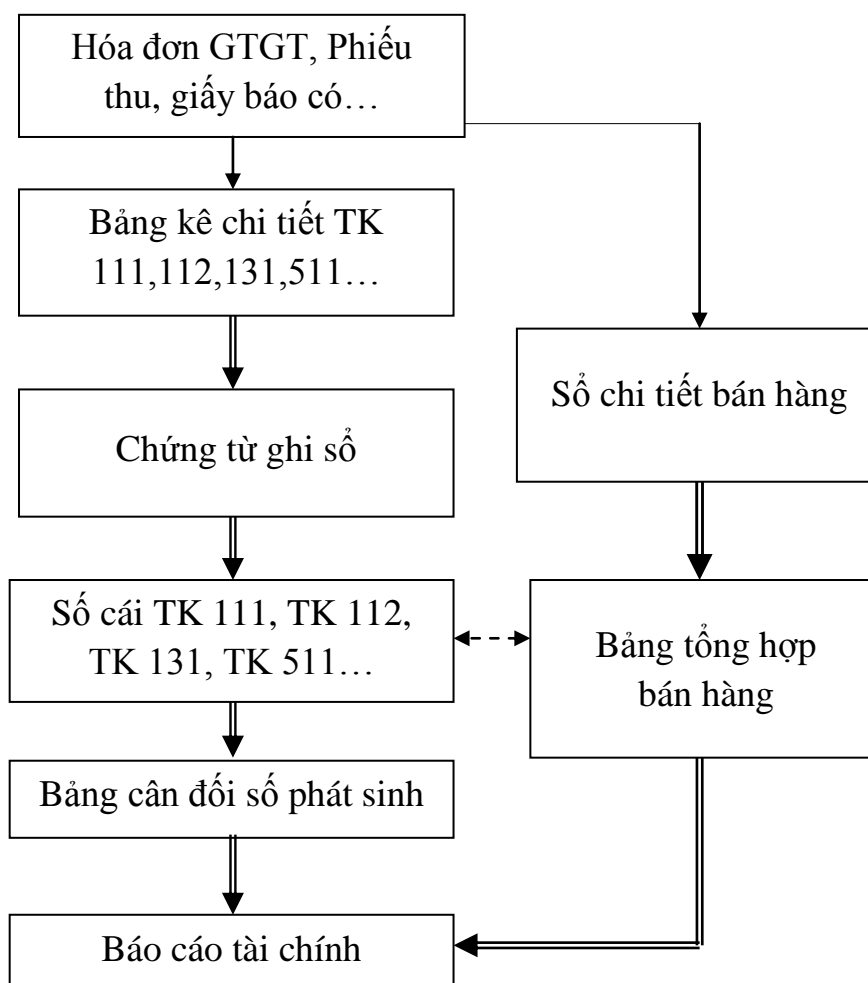 Hóa đơn GTGT, Phiếu
thu, giấy báo có…
Bảng kê chi tiết TK
111,112,131,511…
Sổ chi tiết bán hàng
Chứng từ ghi sổ
Số cái TK 111, TK 112,
TK 131, TK 511…
Bảng tổng hợp
bán hàng
Bảng cân đối số phát sinh
Báo cáo tài chính